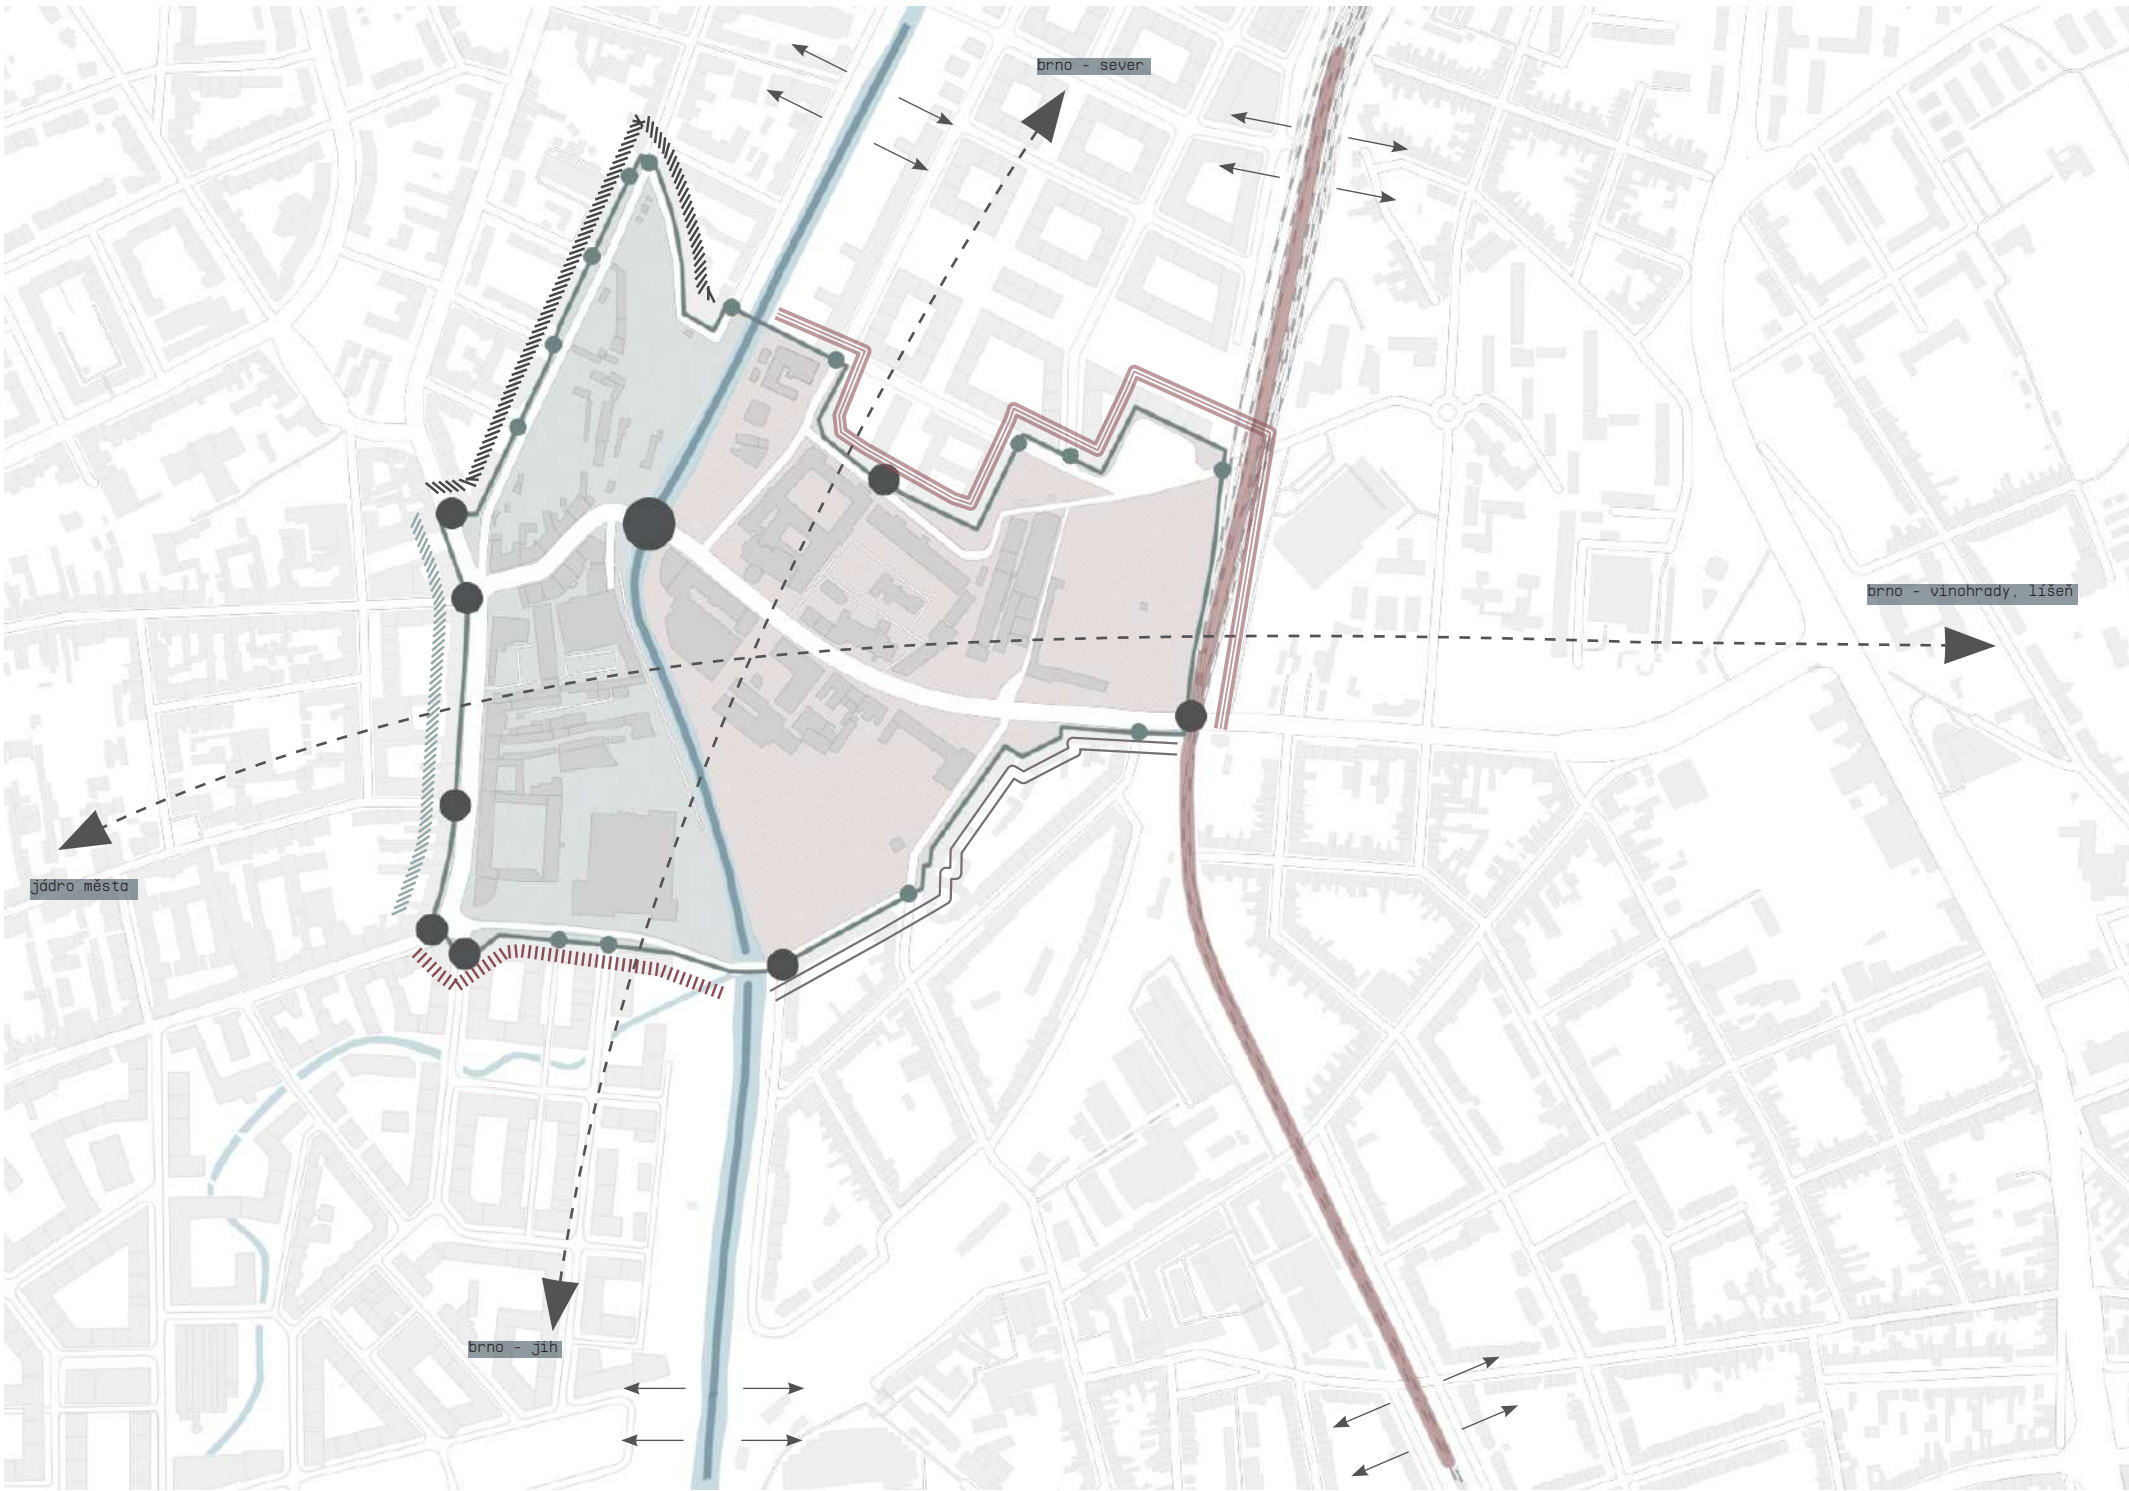 brno - sever
brno - vinohrady, líšeň
jádro města
brno - jih